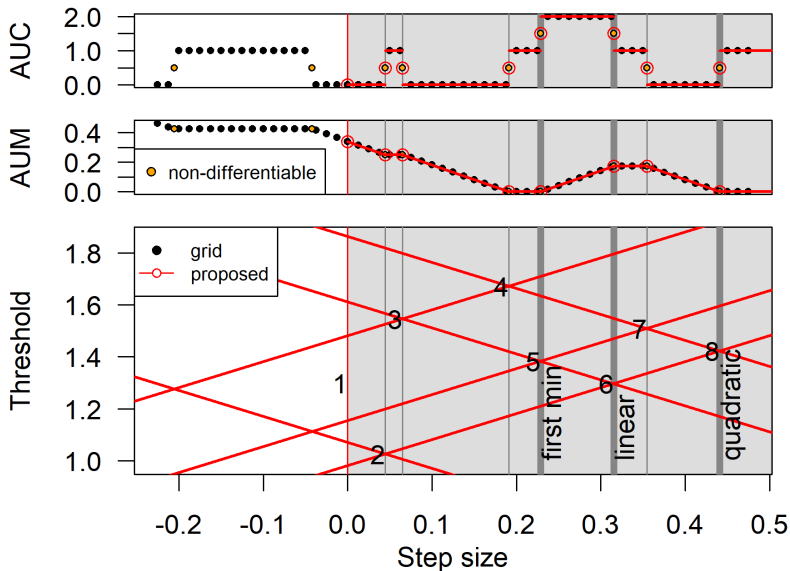 AUC
2.0
1.0
0.0
AUM
0.4
0.2
0.0
non-differentiable
Threshold
1.8
1.6
1.4
1.2
1.0
grid
proposed
1
2
3
4
5
6
7
8
first min
linear
quadratic
-0.2
-0.1
0.0
0.1
0.2
0.3
0.4
0.5
Step size